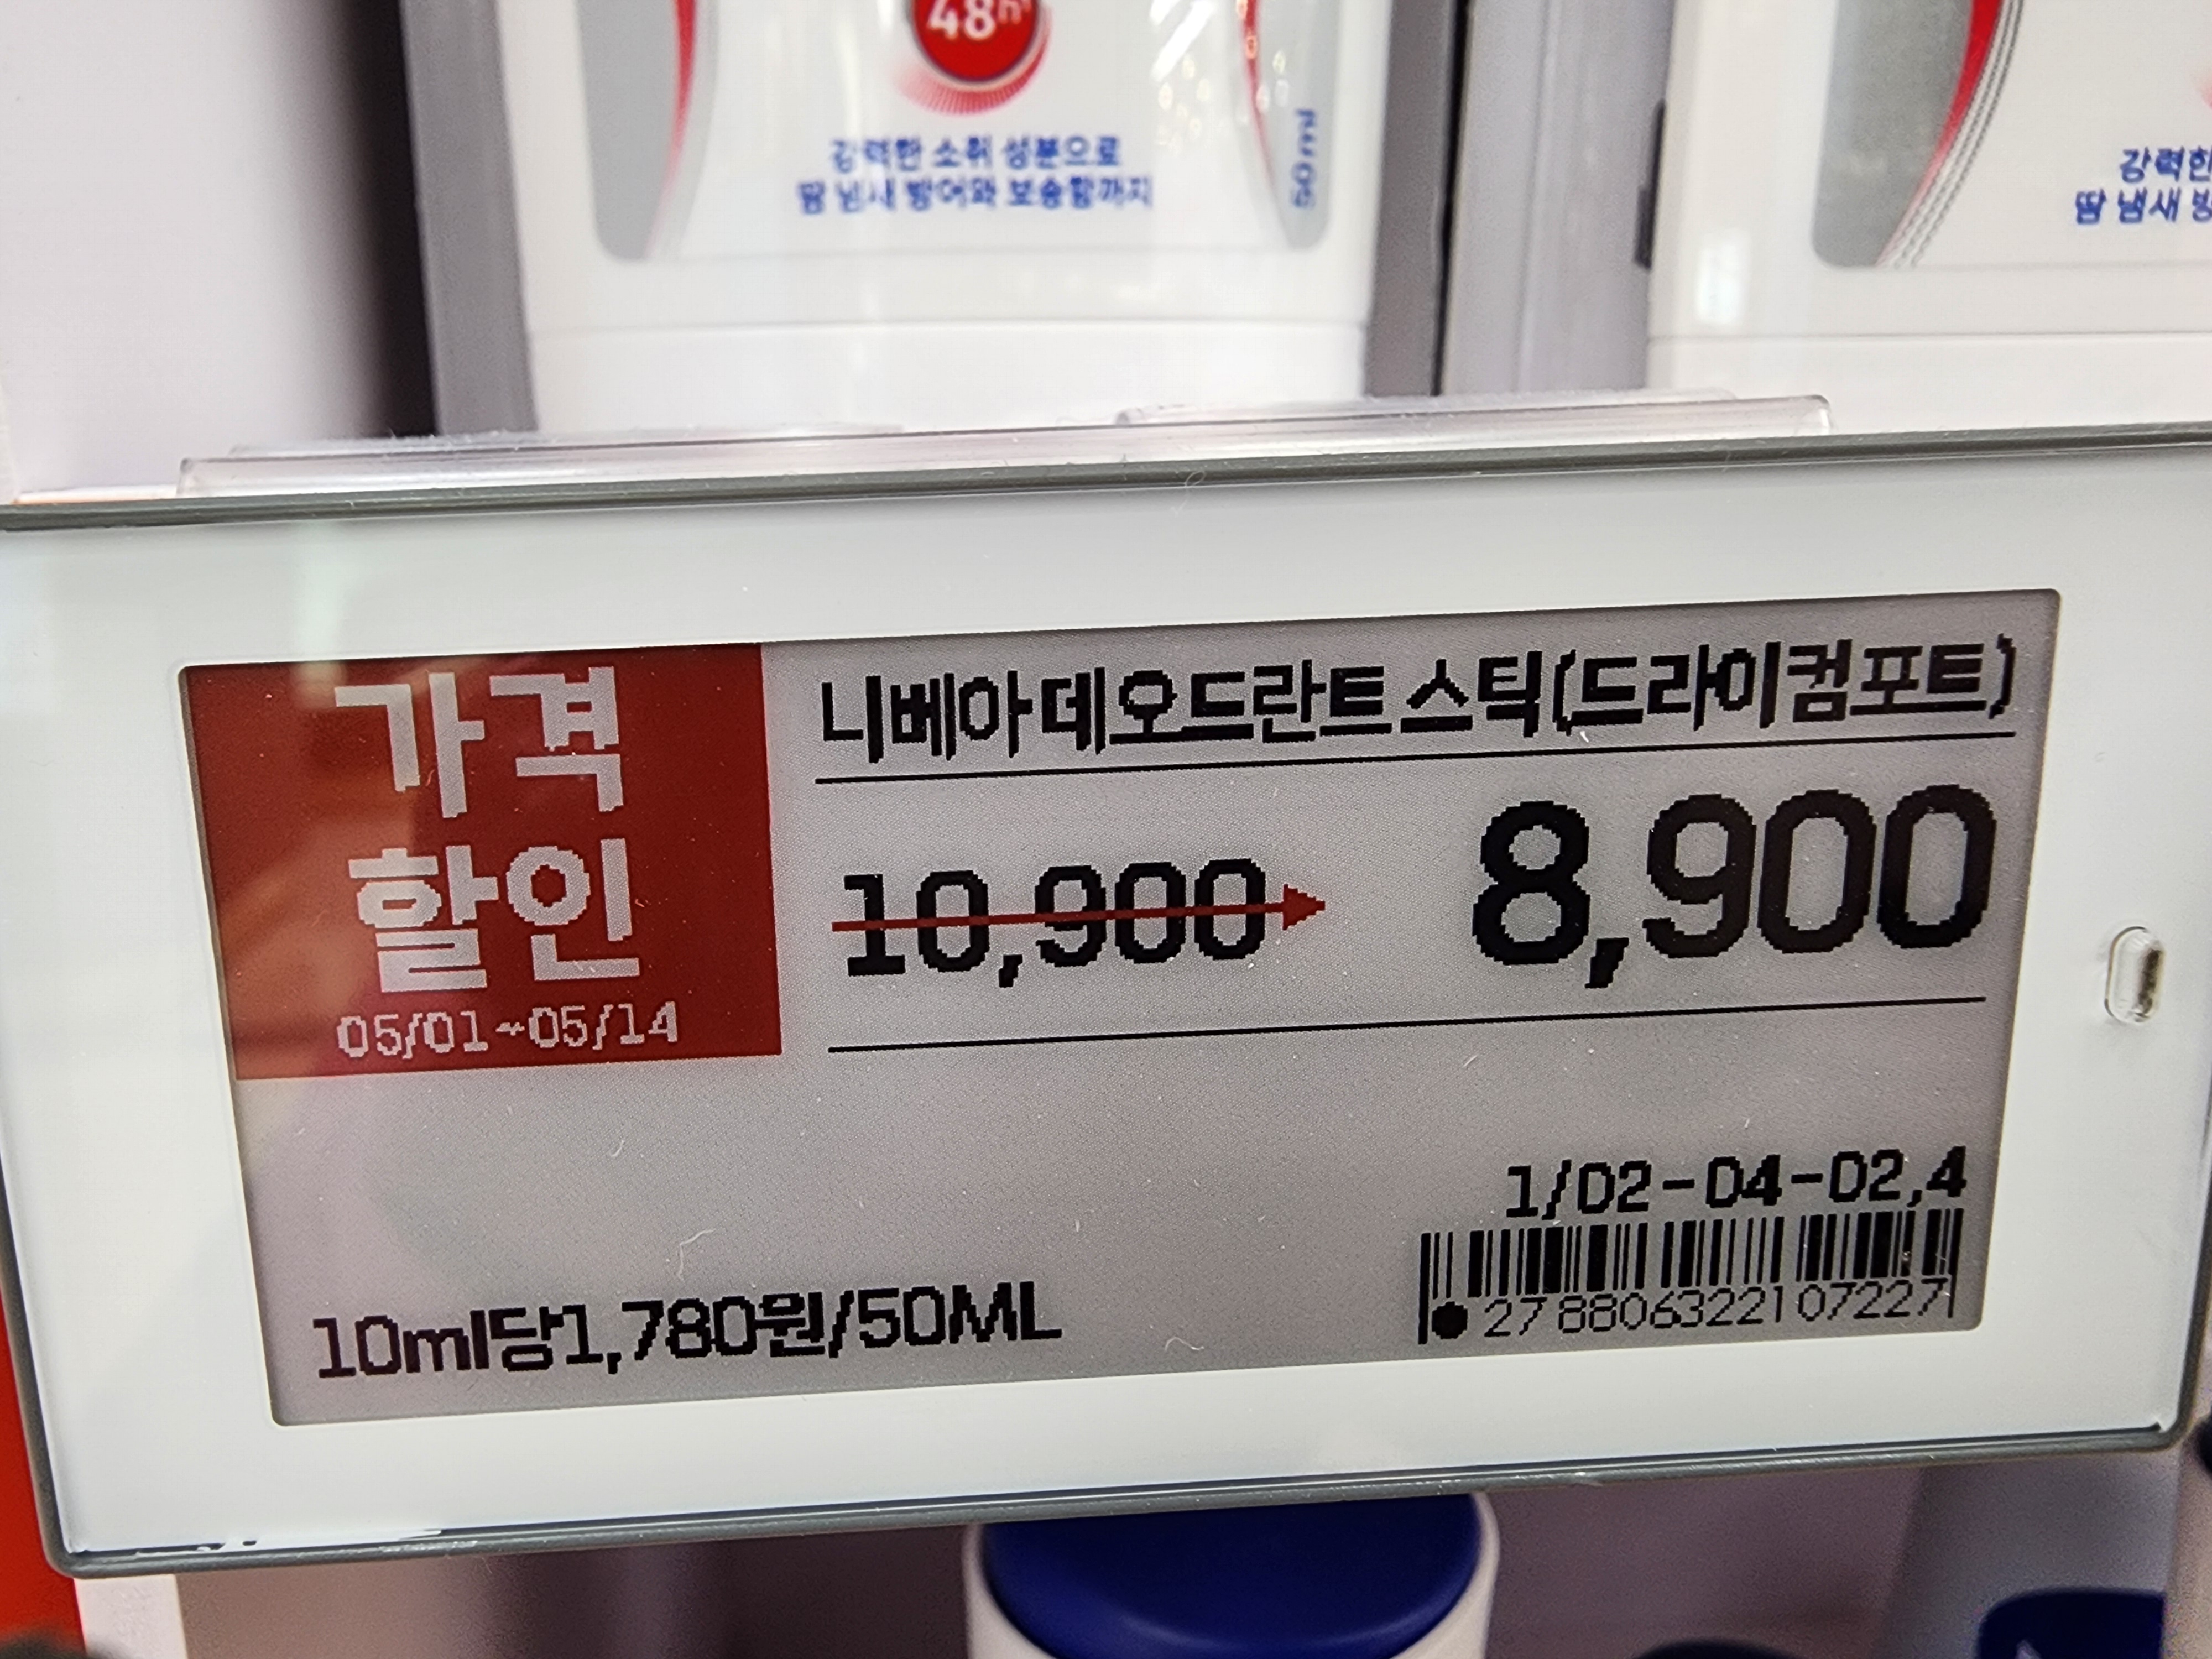 48h
강력한 소취 성분으로
땀 냄새 방어와 보송함까지
50 ml
강력한
땀 냄새 방
가격
할인
05/01~05/14
니베아데오드란트스틱(드라이컴포트)
10,900
8,900
1/02-04-02,4
27 8806322107227
10ml당1,780원/50ML